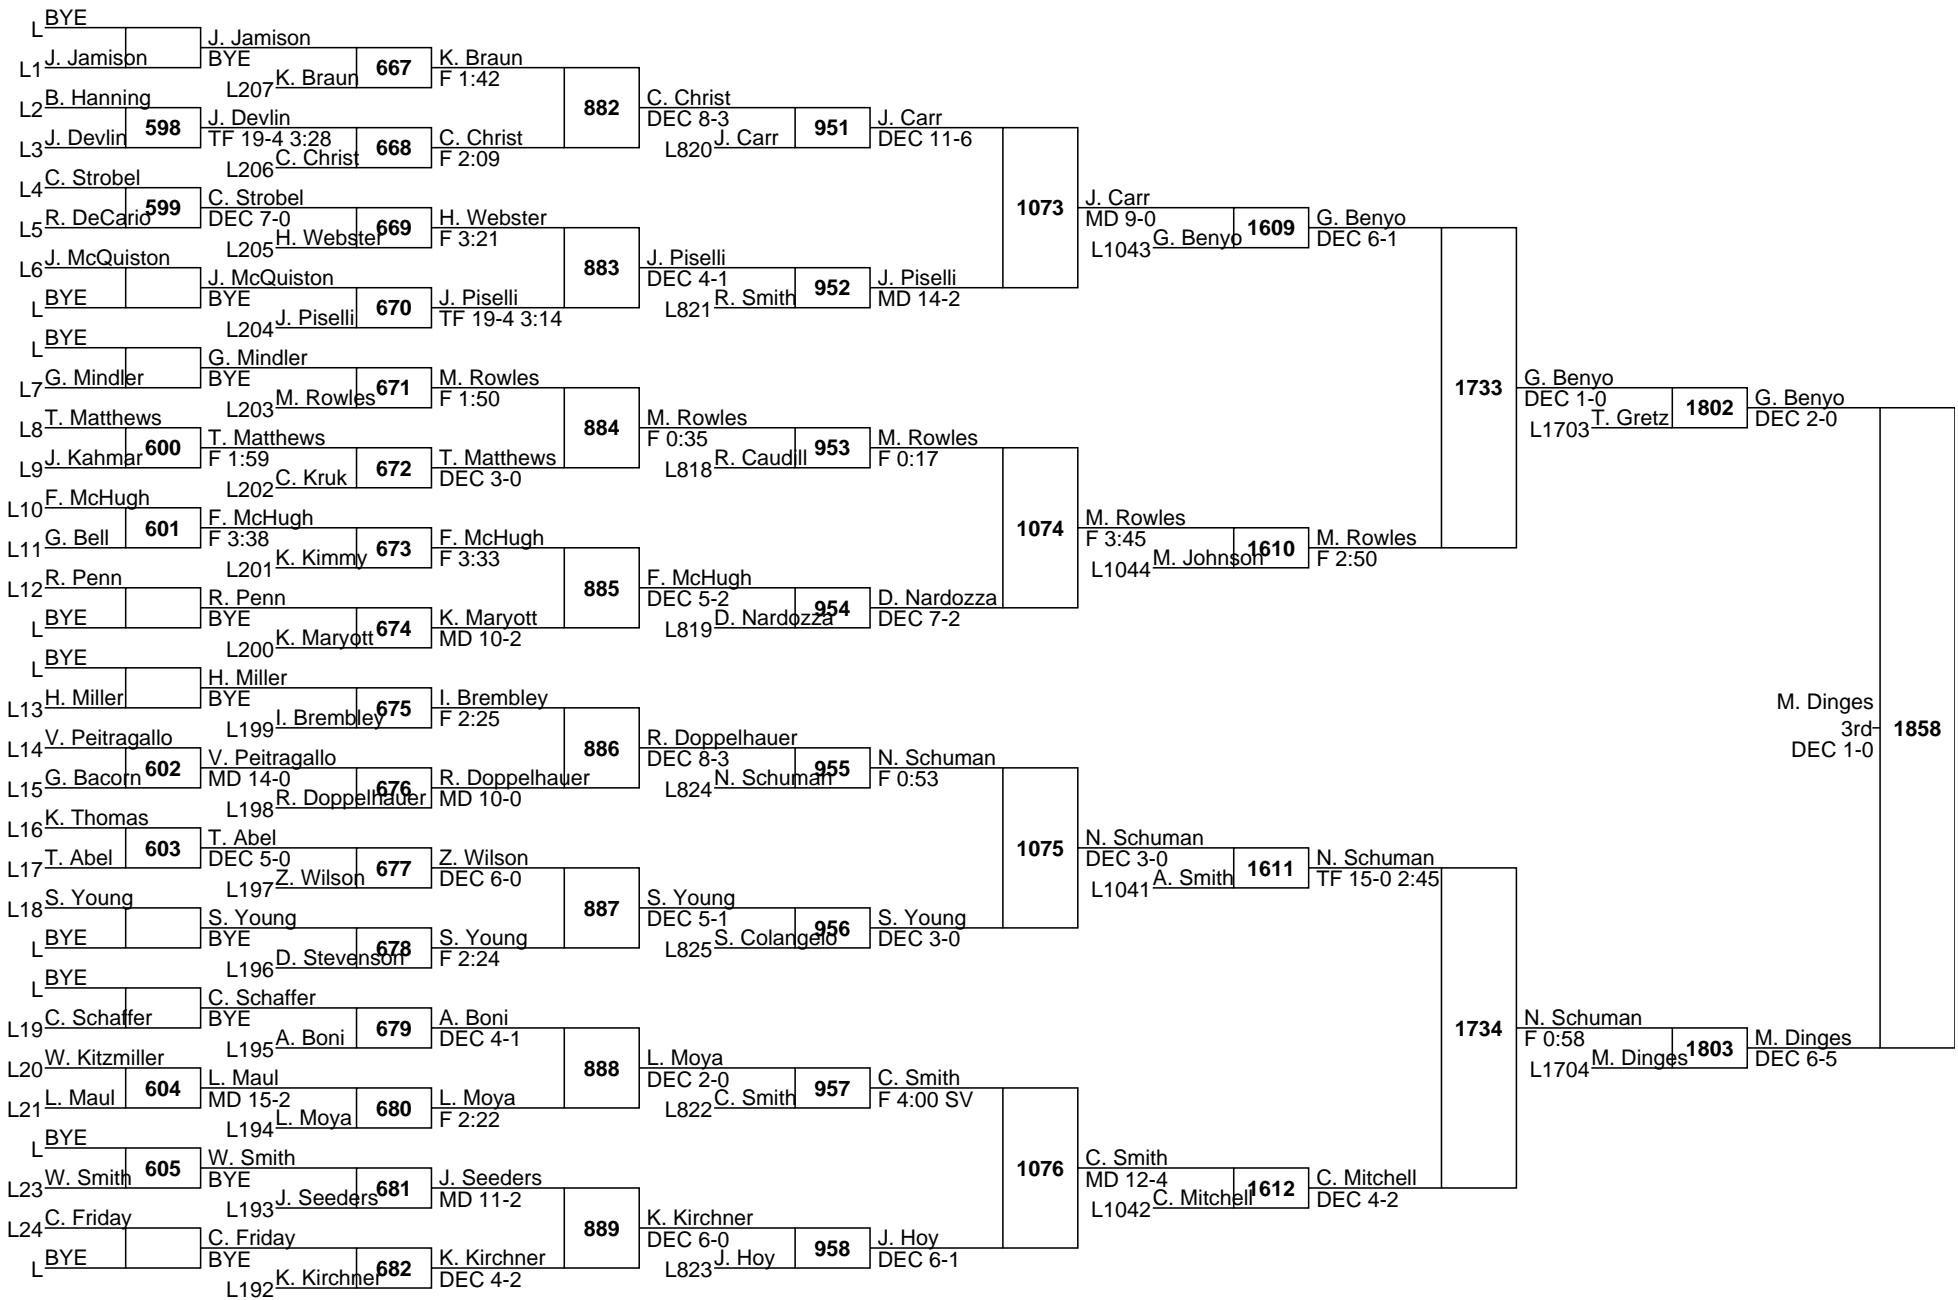 BYE
L
J. Jamison
L1
J. Jamison
BYE
L207 K. Braun
667
K. Braun
F 1:42
B. Hanning
L2
598
J. Devlin
L3
J. Devlin
TF 19-4 3:28
L206 C. Christ
668
C. Christ
F 2:09
882
C. Christ
DEC 8-3
L820 J. Carr
951
J. Carr
DEC 11-6
C. Strobel
L4
599
R. DeCario
L5
C. Strobel
DEC 7-0
L205 H. Webster
669
H. Webster
F 3:21
J. McQuiston
L6
BYE
L
J. McQuiston
BYE
L204 J. Piselli
670
J. Piselli
TF 19-4 3:14
883
J. Piselli
DEC 4-1
L821 R. Smith
952
J. Piselli
MD 14-2
1073
J. Carr
MD 9-0
L1043 G. Benyo
1609
G. Benyo
DEC 6-1
BYE
L
G. Mindler
L7
G. Mindler
BYE
L203 M. Rowles
671
M. Rowles
F 1:50
T. Matthews
L8
600
J. Kahmar
L9
T. Matthews
F 1:59
L202 C. Kruk
672
T. Matthews
DEC 3-0
884
M. Rowles
F 0:35
L818 R. Caudill
953
M. Rowles
F 0:17
F. McHugh
L10
601
G. Bell
L11
F. McHugh
F 3:38
L201 K. Kimmy
673
F. McHugh
F 3:33
R. Penn
L12
BYE
L
R. Penn
BYE
L200 K. Maryott
674
K. Maryott
MD 10-2
885
F. McHugh
DEC 5-2
L819 D. Nardozza
954
D. Nardozza
DEC 7-2
1074
M. Rowles
F 3:45
L1044 M. Johnson
1610
M. Rowles
F 2:50
1733
G. Benyo
DEC 1-0
L1703 T. Gretz
1802
G. Benyo
DEC 2-0
BYE
L
H. Miller
L13
H. Miller
BYE
L199 I. Brembley
675
I. Brembley
F 2:25
V. Peitragallo
L14
602
G. Bacorn
L15
V. Peitragallo
MD 14-0
L198 R. Doppelhauer
676
R. Doppelhauer
MD 10-0
886
R. Doppelhauer
DEC 8-3
L824 N. Schuman
955
N. Schuman
F 0:53
K. Thomas
L16
603
T. Abel
L17
T. Abel
DEC 5-0
L197 Z. Wilson
677
Z. Wilson
DEC 6-0
S. Young
L18
BYE
L
S. Young
BYE
L196 D. Stevenson
678
S. Young
F 2:24
887
S. Young
DEC 5-1
L825 S. Colangelo
956
S. Young
DEC 3-0
1075
N. Schuman
DEC 3-0
L1041 A. Smith
1611
N. Schuman
TF 15-0 2:45
BYE
L
C. Schaffer
L19
C. Schaffer
BYE
L195 A. Boni
679
A. Boni
DEC 4-1
W. Kitzmiller
L20
604
L. Maul
L21
L. Maul
MD 15-2
L194 L. Moya
680
L. Moya
F 2:22
888
L. Moya
DEC 2-0
L822 C. Smith
957
C. Smith
F 4:00 SV
BYE
L
605
W. Smith
L23
W. Smith
BYE
L193 J. Seeders
681
J. Seeders
MD 11-2
C. Friday
L24
BYE
L
C. Friday
BYE
L192 K. Kirchner
682
K. Kirchner
DEC 4-2
889
K. Kirchner
DEC 6-0
L823 J. Hoy
958
J. Hoy
DEC 6-1
1076
C. Smith
MD 12-4
L1042 C. Mitchell
1612
C. Mitchell
DEC 4-2
1734
N. Schuman
F 0:58
L1704 M. Dinges
1803
M. Dinges
DEC 6-5
M. Dinges
3rd
DEC 1-0
1858